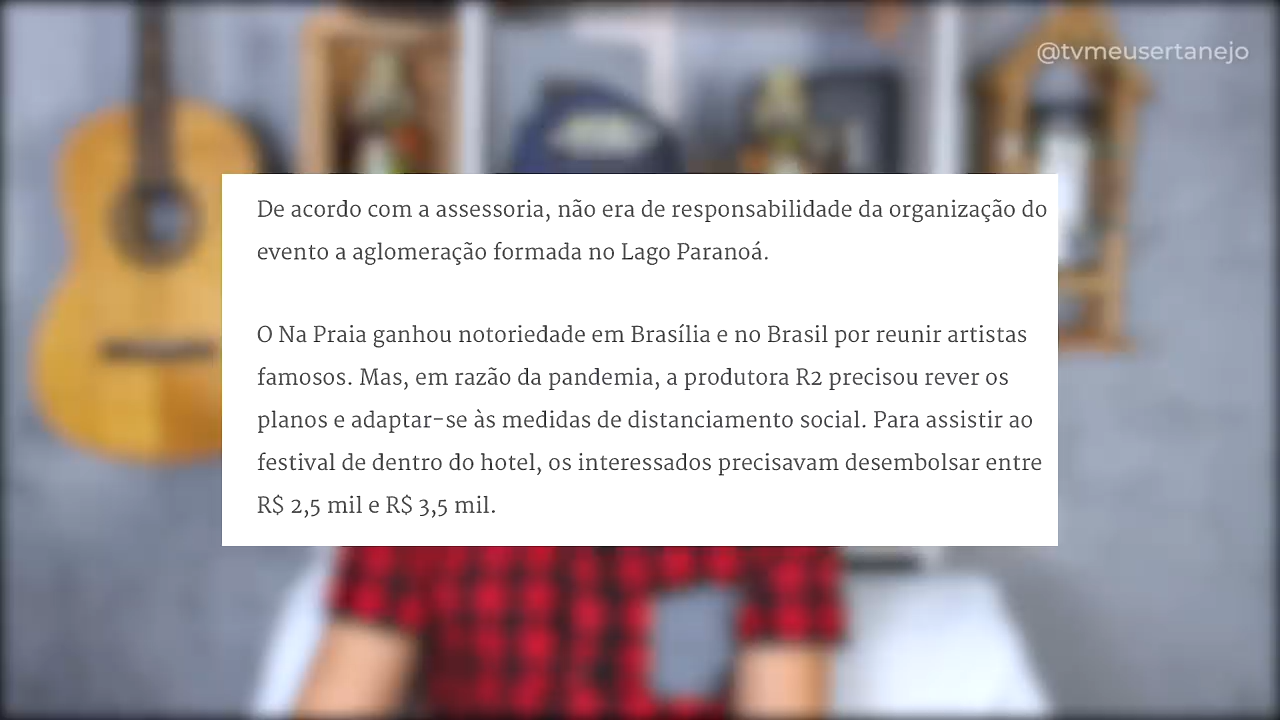 @tvmeusertanejo
De acordo com a assessoria, não era de responsabilidade da organização do
evento a aglomeração formada no Lago Paranoá.
O Na Praia ganhou notoriedade em Brasília e no Brasil por reunir artistas
famosos. Mas, em razão da pandemia, a produtora R2 precisou rever os
planos e adaptar-se às medidas de distanciamento social. Para assistir ao
festival de dentro do hotel, os interessados precisavam desembolsar entre
R$ 2,5 mil e R$ 3,5 mil.